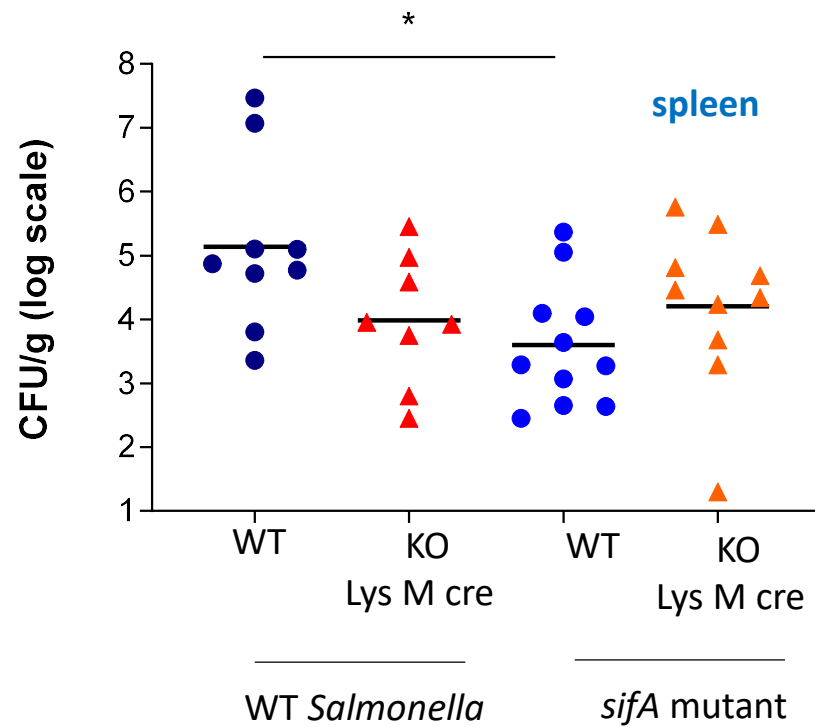 *
spleen
CFU/g (log scale)
8
7
6
5
4
3
2
1
WT KO WT KO
Lys M cre Lys M cre
WT Salmonella sifA mutant